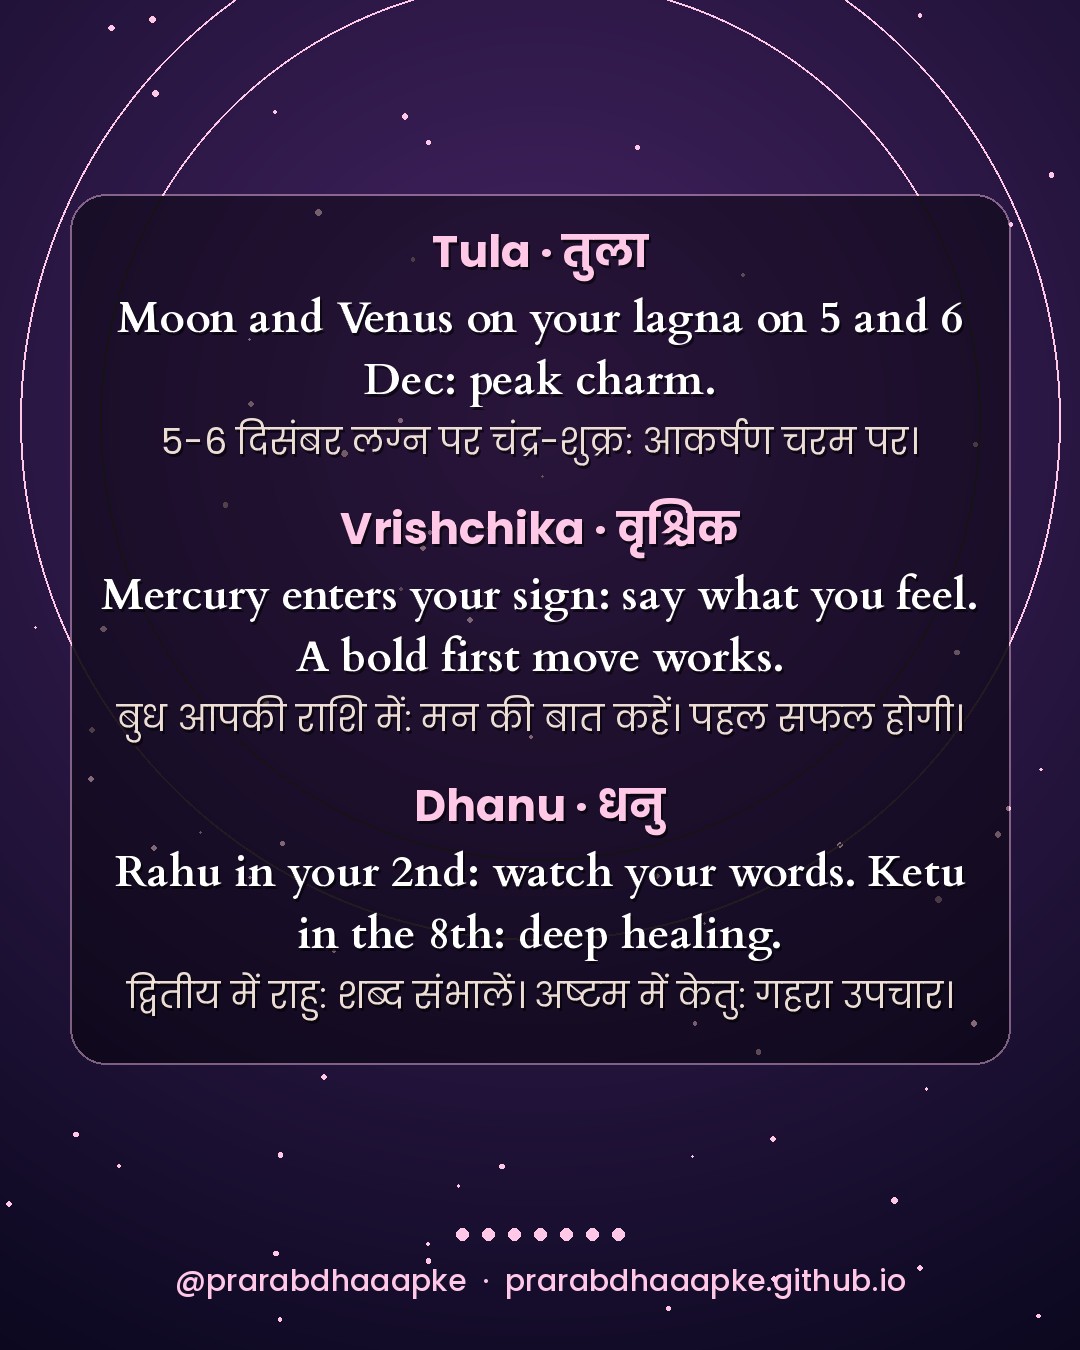 Tula · तुला
Moon and Venus on your lagna on 5 and 6
Dec: peak charm.
5-6 दिसंबर लग्न पर चंद्र-शुक्र: आकर्षण चरम पर।
Vrishchika · वृश्चिक
Mercury enters your sign: say what you feel.
A bold first move works.
बुध आपकी राशि में: मन की बात कहें। पहल सफल होगी।
Dhanu · धनु
Rahu in your 2nd: watch your words. Ketu
in the 8th: deep healing.
द्वितीय में राहु: शब्द संभालें। अष्टम में केतु: गहरा उपचार।
@prarabdhaaapke · prarabdhaaapke.github.io